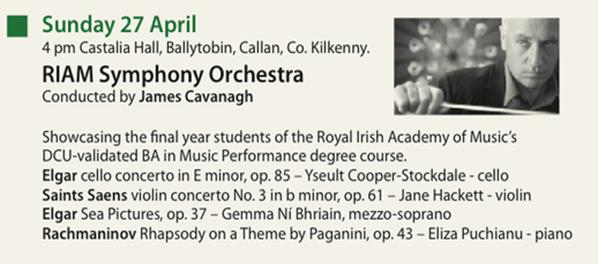 Sunday 27 April
4 pm Castalia Hall, Ballytobin, Callan, Co. Kilkenny.
RIAM Symphony Orchestra
Conducted by James Cavanagh
Showcasing the final year students of the Royal Irish Academy of Music's
DCU-validated BA in Music Performance degree course.
Elgar cello concerto in E minor, op. 85 – Yseult Cooper-Stockdale - cello
Saints Saens violin concerto No. 3 in b minor, op. 61 – Jane Hackett - violin
Elgar Sea Pictures, op. 37 – Gemma Ní Bhriain, mezzo-soprano
Rachmaninov Rhapsody on a Theme by Paganini, op. 43 – Eliza Puchianu - piano